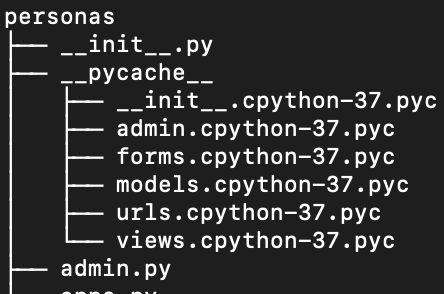 personas
├── __init__.py
├── __pycache__
│   ├── __init__.cpython-37.pyc
│   ├── admin.cpython-37.pyc
│   ├── forms.cpython-37.pyc
│   ├── models.cpython-37.pyc
│   ├── urls.cpython-37.pyc
│   └── views.cpython-37.pyc
├── admin.py